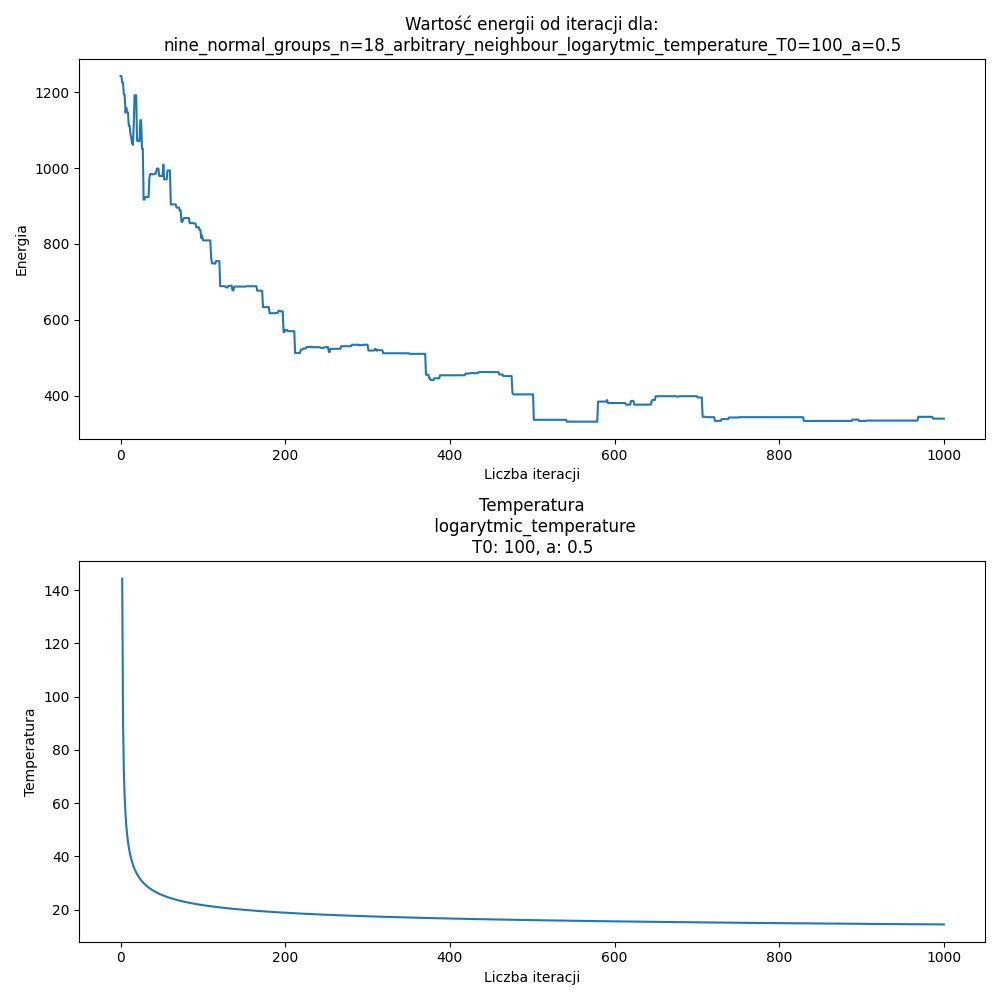 Wartość energii od iteracji dla:
nine_normal_groups_n=18_arbitrary_neighbour_logarytmic_temperature_T0=100_a=0.5
1200
1000
800
600
400
Energia
0 200 400 600 800 1000
Liczba iteracji
Temperatura
logarytmic_temperature
T0: 100, a: 0.5
140
120
100
80
60
40
20
Temperatura
0 200 400 600 800 1000
Liczba iteracji